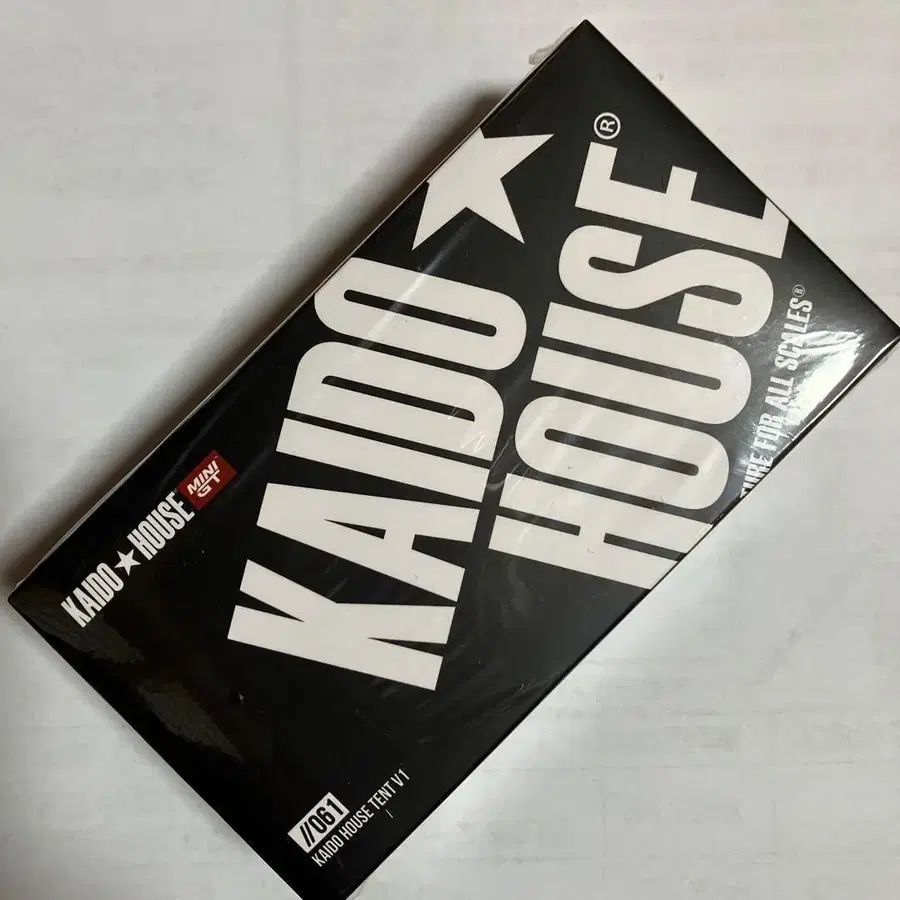 KAIDO★HOUSE
MINI
GT
KAIDO★
HOUSE®
FOR ALL SCALES®
//061
KAIDO HOUSE TENT V1